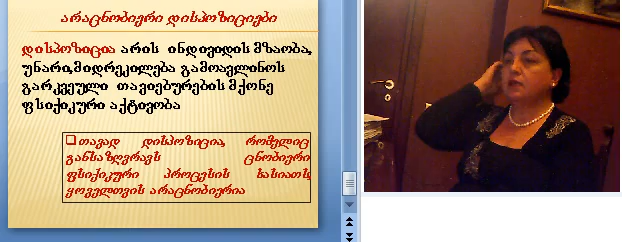 არაცნობიერი დისპოზიციები
დისპოზიცია არის ინდივიდის მზაობა,
უნარი,მიდრეკილება გამოავლინოს
გარკვეული თავიებურების მქონე
ფსიქიკური აქტივობა
თავად დისპოზიცია, რომელიც
განსაზღვრავს ცნობიერი
ფსიქიკური პროცესის ხასიათს,
ყოველთვის არაცნობიერია